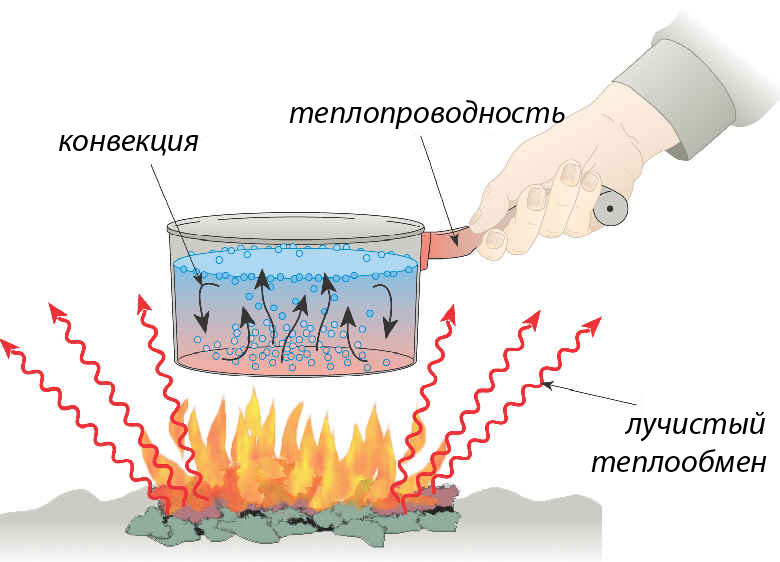 теплопроводность
конвекция
лучистый
теплообмен